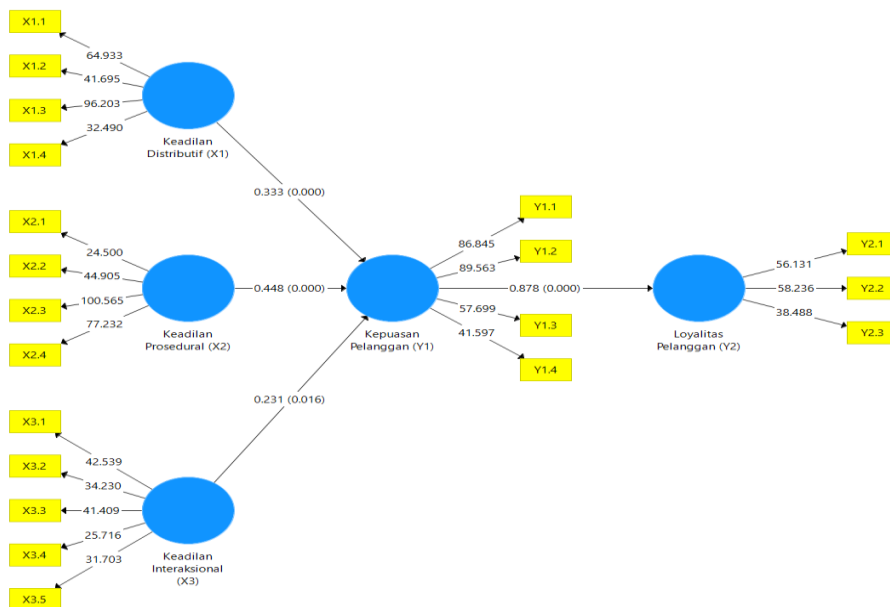 X1.1
64.933
X1.2
41.695
X1.3
96.203
X1.4
32.490
Keadilan
Distributif (X1)
0.333 (0.000)
X2.1
24.500
X2.2
44.905
X2.3
100.565
X2.4
77.232
Keadilan
Prosedural (X2)
0.448 (0.000)
X3.1
42.539
X3.2
34.230
X3.3
41.409
X3.4
25.716
X3.5
31.703
Keadilan
Interaksional
(X3)
0.231 (0.016)
Kepuasan
Pelanggan (Y1)
Y1.1
86.845
Y1.2
89.563
Y1.3
57.699
Y1.4
41.597
0.878 (0.000)
Loyalitas
Pelanggan (Y2)
Y2.1
56.131
Y2.2
58.236
Y2.3
38.488